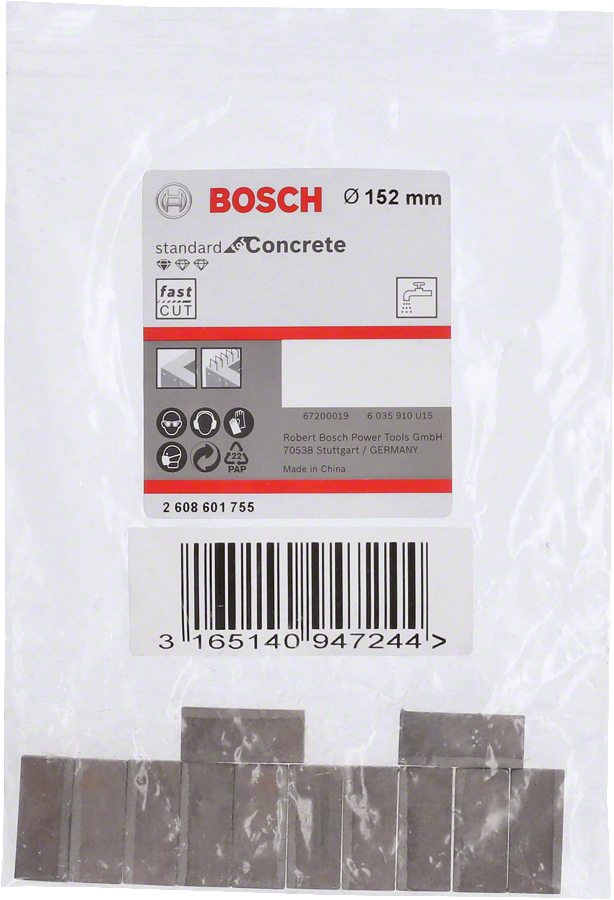 BOSCH Ø 152 mm
standard for Concrete
fast
CUT
67200019 6 035 910 U15
Robert Bosch Power Tools GmbH
70538 Stuttgart / GERMANY
Made in China
22
PAP
2 608 601 755
3 165140 947244 >